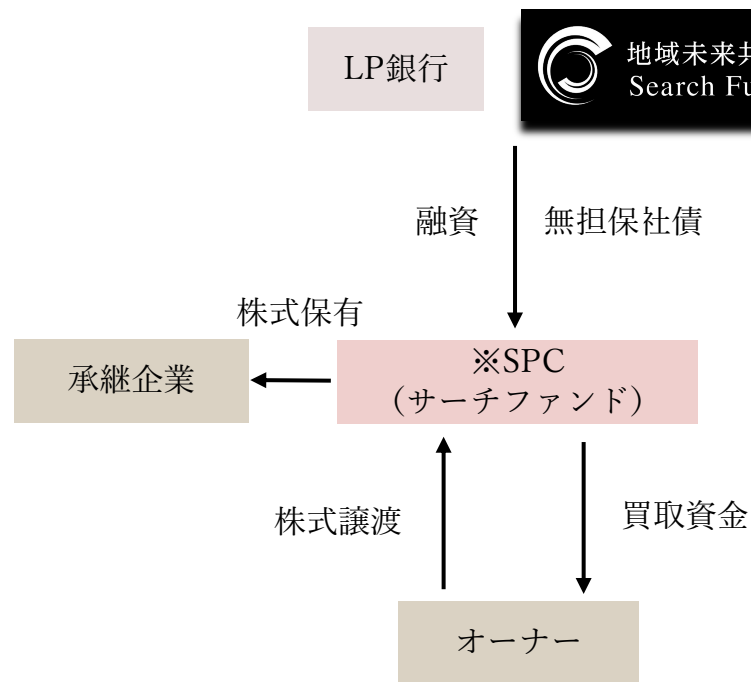 LP銀行
地域未来共
Search Fu
融資
無担保社債
株式保有
承継企業
※SPC
(サーチファンド)
株式譲渡
買取資金
オーナー